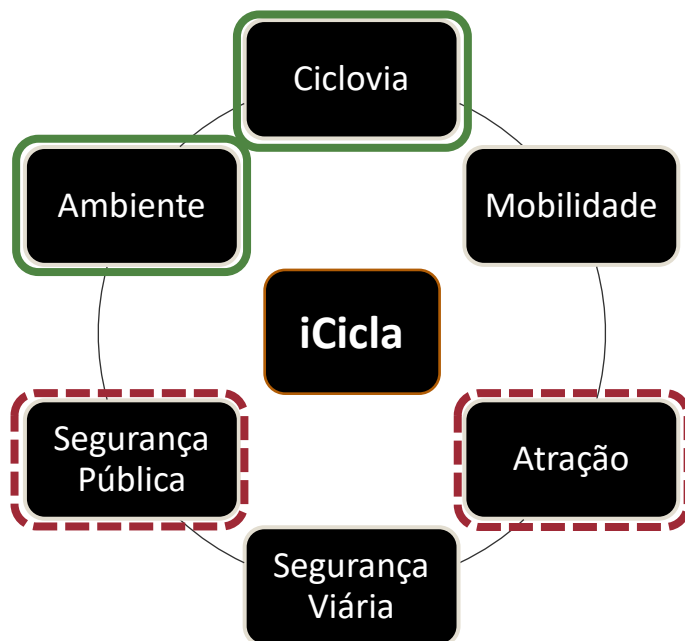 Ciclovia
Ambiente
Mobilidade
iCicla
Segurança
Pública
Atração
Segurança
Viária